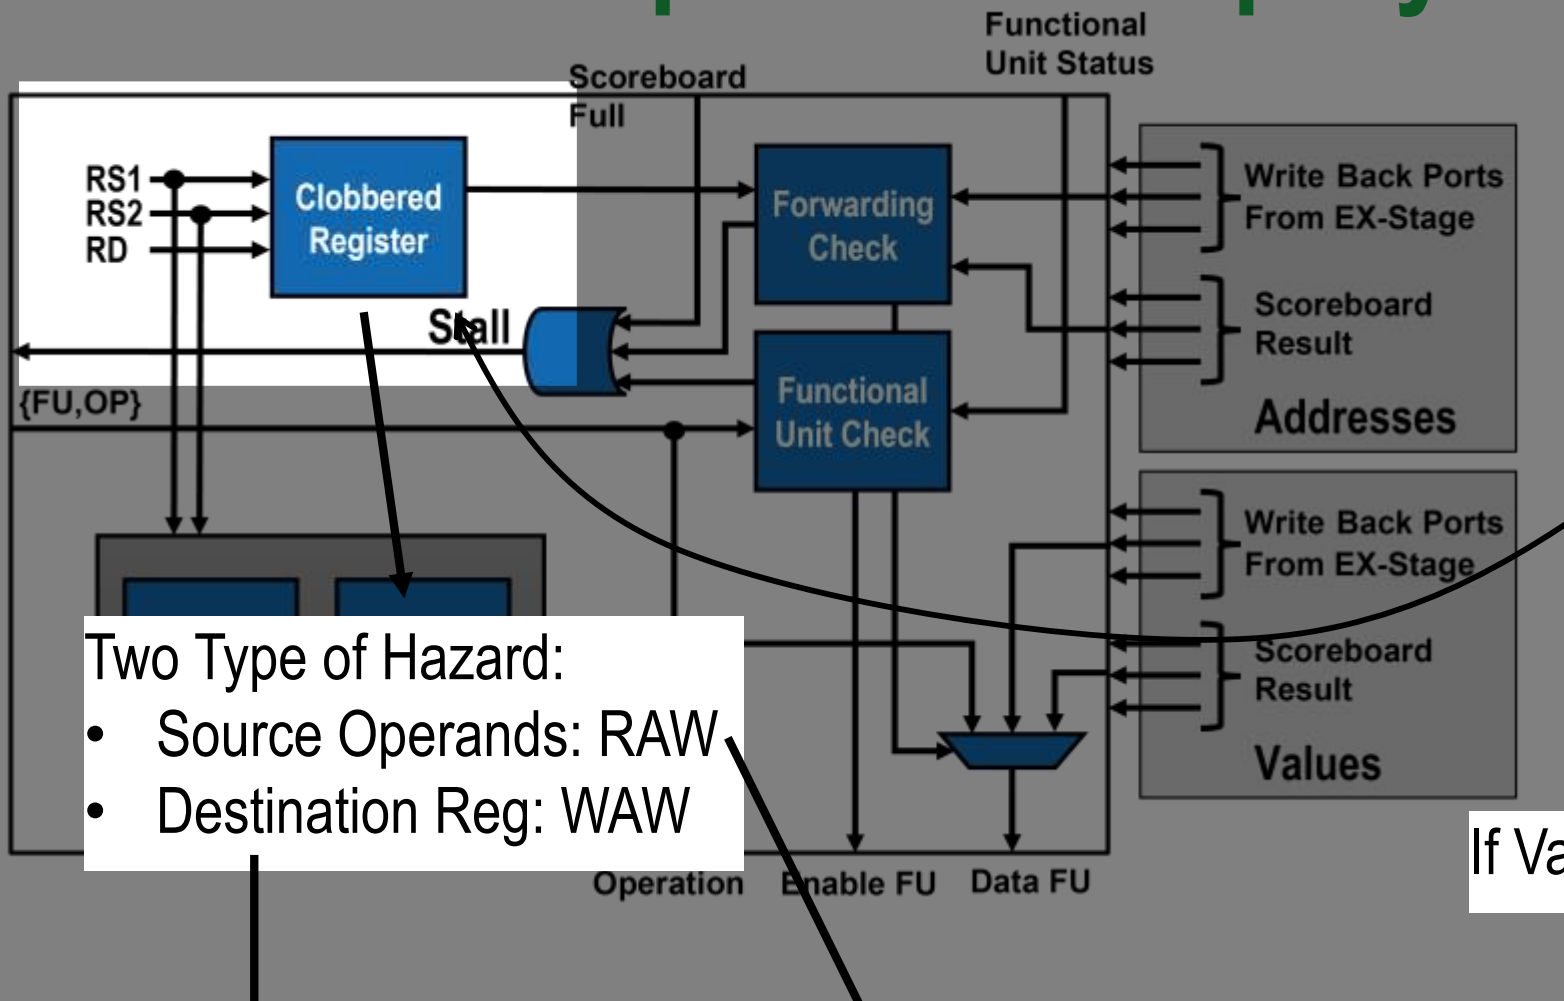 Functional
Unit Status
Scoreboard
Full
RS1
RS2
RD
Clobbered
Register
Forwarding
Check
Write Back Ports
From EX-Stage
Scoreboard
Result
Addresses
Stall
{FU,OP}
Functional
Unit Check
Write Back Ports
From EX-Stage
Scoreboard
Result
Values
Two Type of Hazard:
• Source Operands: RAW
• Destination Reg: WAW
If Va
Operation
Enable FU
Data FU